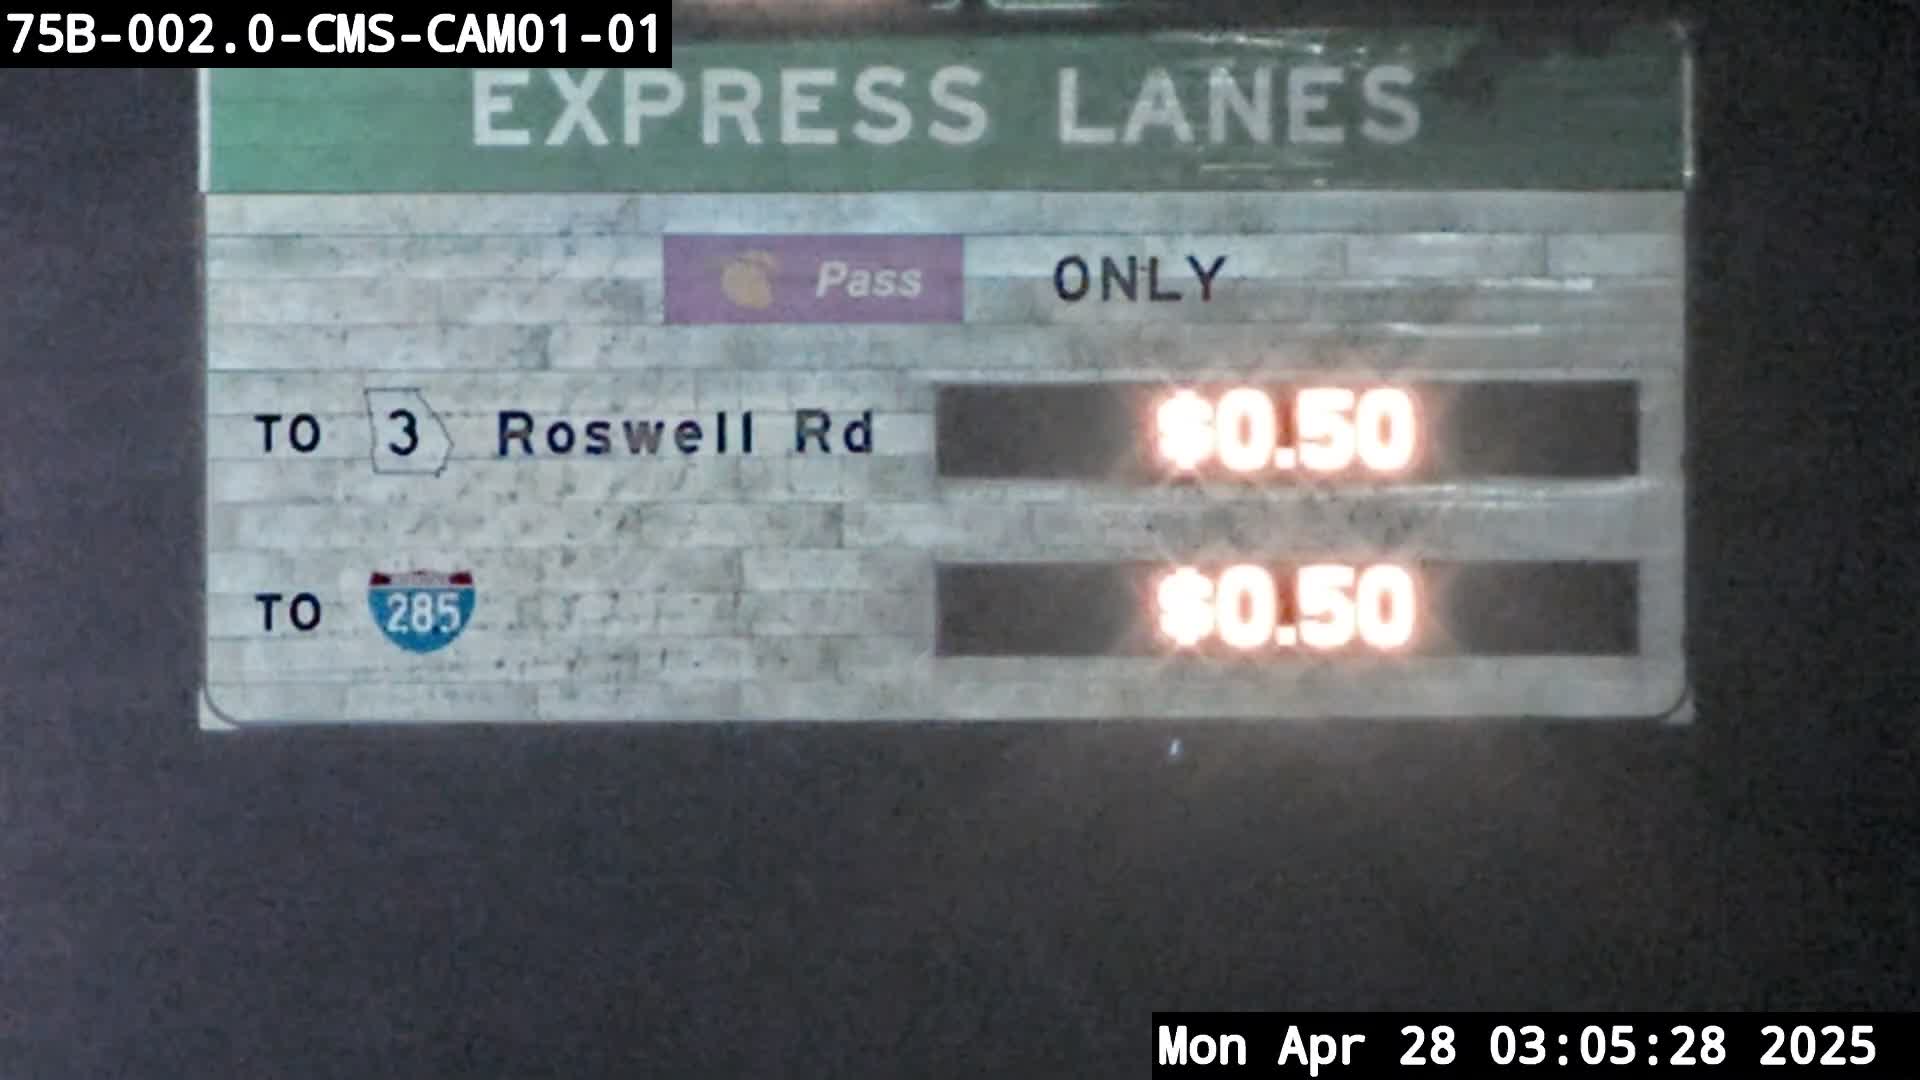 75B-002.0-CMS-CAM01-01
EXPRESS LANES
Pass ONLY
TO 3 Roswell Rd $0.50
TO 285 $0.50
Mon Apr 28 03:05:28 2025